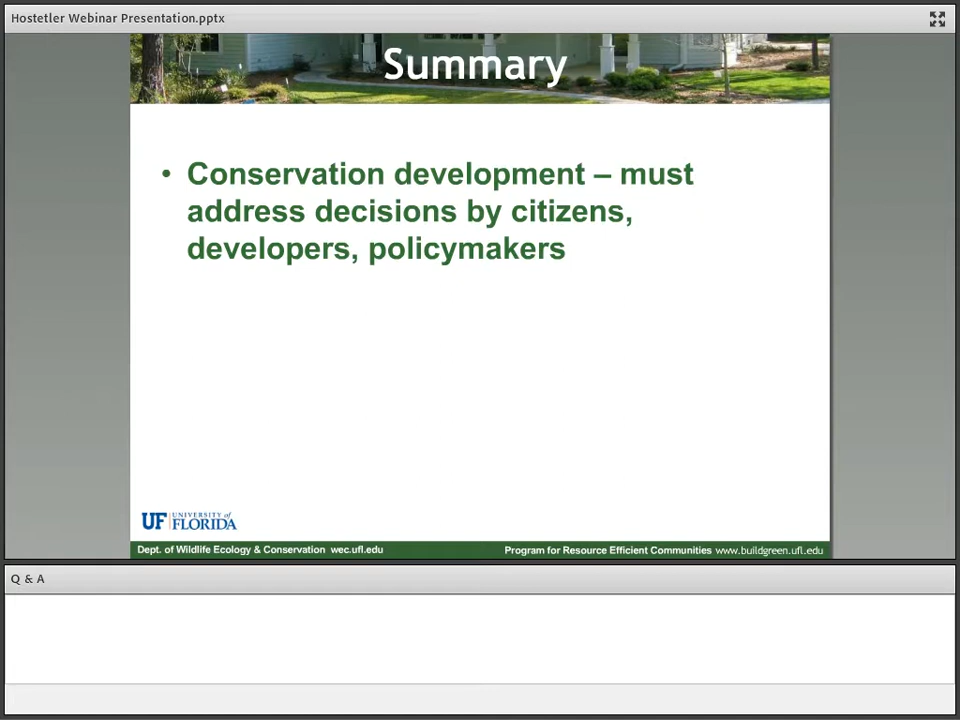 Hostetler Webinar Presentation.pptx
Summary
• Conservation development – must
address decisions by citizens,
developers, policymakers
UF UNIVERSITY of
FLORIDA
Dept. of Wildlife Ecology & Conservation wec.ufl.edu
Program for Resource Efficient Communities www.buildgreen.ufl.edu
Q & A